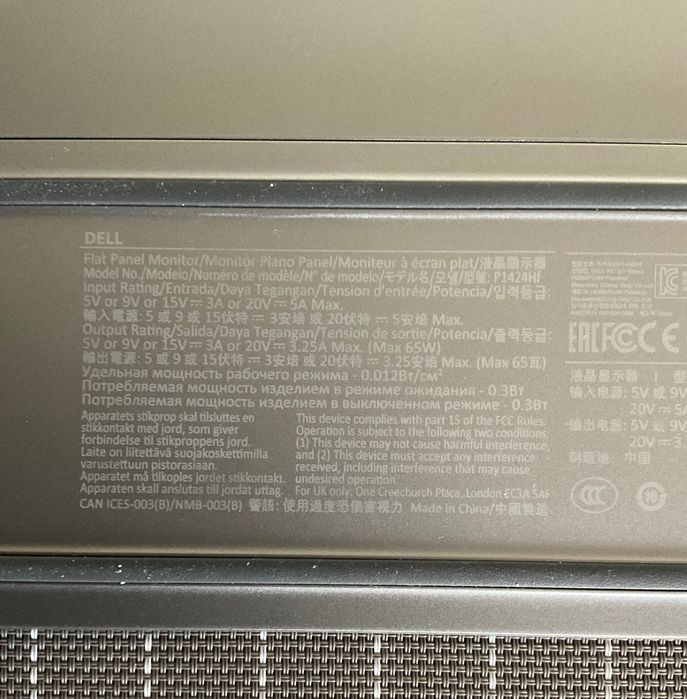 DELL
Flat Panel Monitor/Monitor Plano Panel/Moniteur à écran plat/液晶顯示器
Model No./Modelo/Numéro de modèle/N° de modelo/モデル名/모델/型號: P1424Hf
Input Rating/Entrada/Daya Tegangan/Tension d'entrée/Potencia/입력등급:
5V or 9V or 15V⎓3A or 20V⎓5A Max.
輸入電源: 5 或 9 或 15伏特⎓3安培 或 20伏特⎓5安培 Max.
Output Rating/Salida/Daya Tegangan/Tension de sortie/Potencia/출력등급:
5V or 9V or 15V⎓3A or 20V⎓3.25A Max. (Max 65W)
輸出電源: 5 或 9 或 15伏特⎓3安培 或 20伏特⎓3.25安培 Max. (Max 65瓦)
Удельная мощность рабочего режима - 0.012Вт/см²
Потребляемая мощность изделием в режиме ожидания - 0.3Вт
Потребляемая мощность изделием в выключенном режиме - 0.3Вт
Apparatets stikprop skal tilsluttes en
stikkontakt med jord, som giver
forbindelse til stikproppens jord.
Laite on liitettävä suojakoskettimilla
varustettuun pistorasiaan.
Apparatet må tilkoples jordet stikkontakt.
Apparaten skall anslutas till jordat uttag.
This device complies with part 15 of the FCC Rules.
Operation is subject to the following two conditions
(1) This device may not cause harmful interference,
and (2) This device must accept any interference
received, including interference that may cause
undesired operation.
For UK only: One Creechurch Place, London EC3A 5AF
CAN ICES-003(B)/NMB-003(B) 警語: 使用過度恐傷害視力 Made in China/中國製造
EAC FCC CE
液晶显示器
输入电源: 5V 或 9V
20V⎓5A
输出电源: 5V 或 9V
20V⎓3.
制造地: 中国
CCC
10